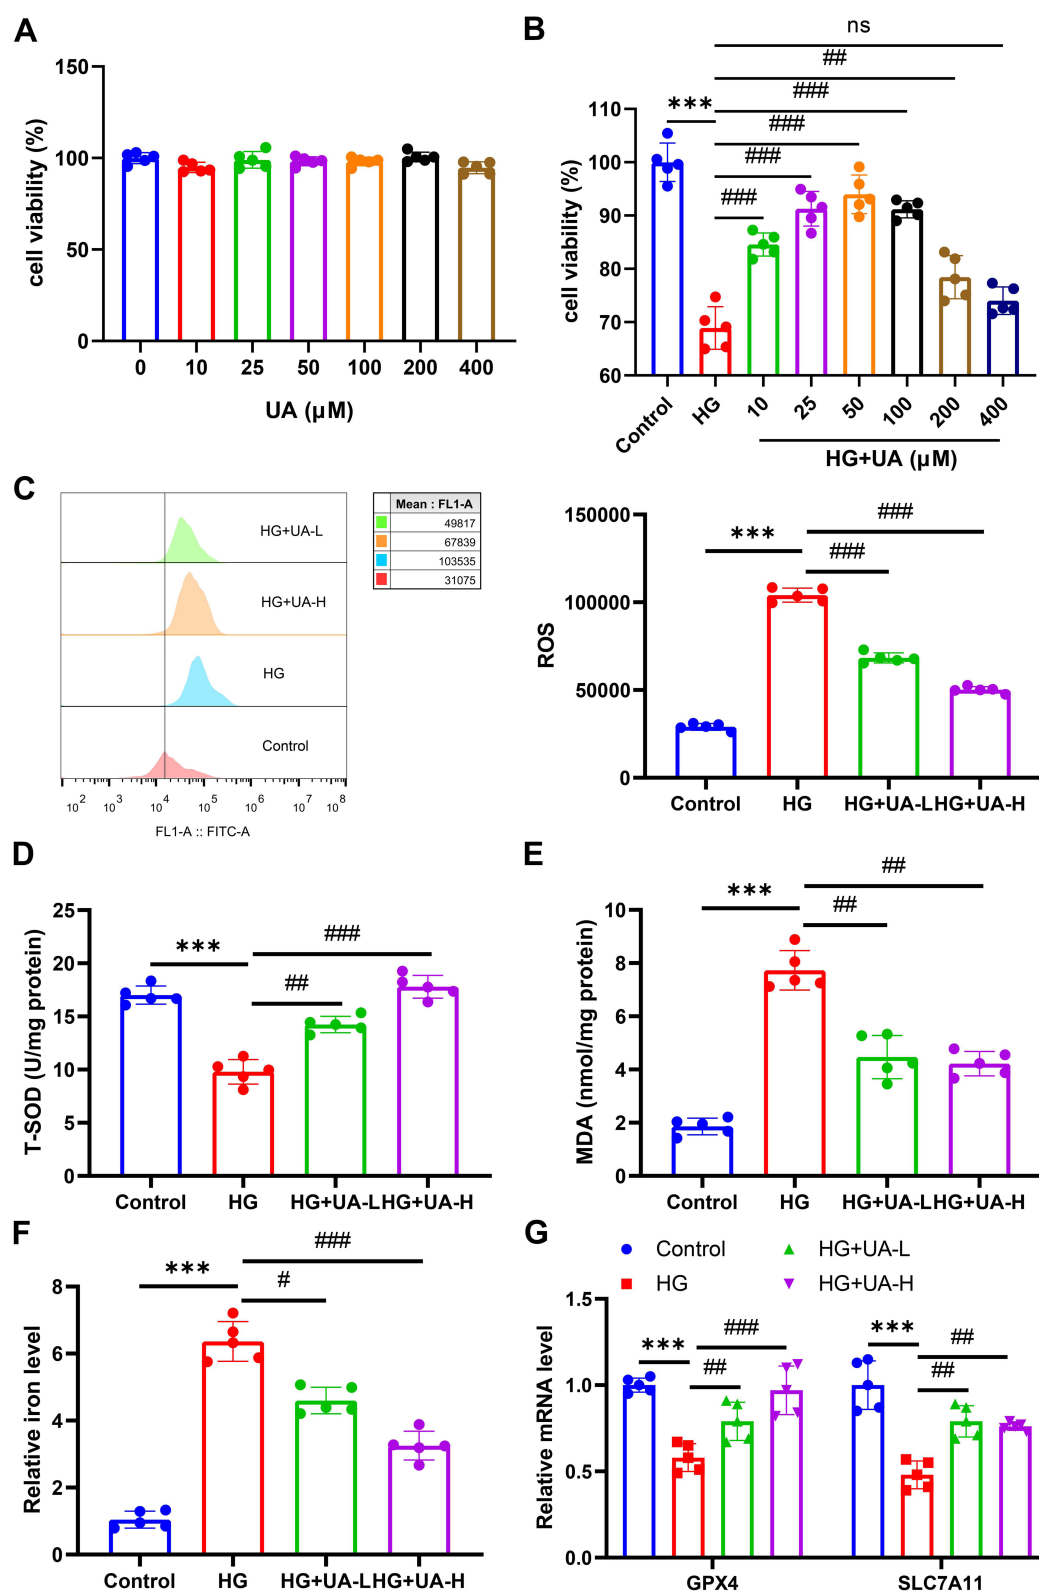 A
150
100
50
0
cell viability (%)
0 10 25 50 100 200 400
UA (μM)
B
ns
##
###
###
###
###
***
110
100
90
80
70
60
cell viability (%)
Control HG 10 25 50 100 200 400
HG+UA (μM)
C
HG+UA-L
HG+UA-H
HG
Control
10^2 10^3 10^4 10^5 10^6 10^7 10^8
FL1-A :: FITC-A
Mean : FL1-A
49817
67839
103535
31075
150000
100000
50000
0
ROS
***
###
###
Control HG HG+UA-L HG+UA-H
D
25
20
15
10
5
0
T-SOD (U/mg protein)
***
###
##
Control HG HG+UA-L HG+UA-H
E
10
8
6
4
2
0
MDA (nmol/mg protein)
***
##
##
Control HG HG+UA-L HG+UA-H
F
8
6
4
2
0
Relative iron level
***
###
#
Control HG HG+UA-L HG+UA-H
G
Control HG+UA-L
HG HG+UA-H
1.5
1.0
0.5
0.0
Relative mRNA level
***
###
##
***
##
##
GPX4 SLC7A11